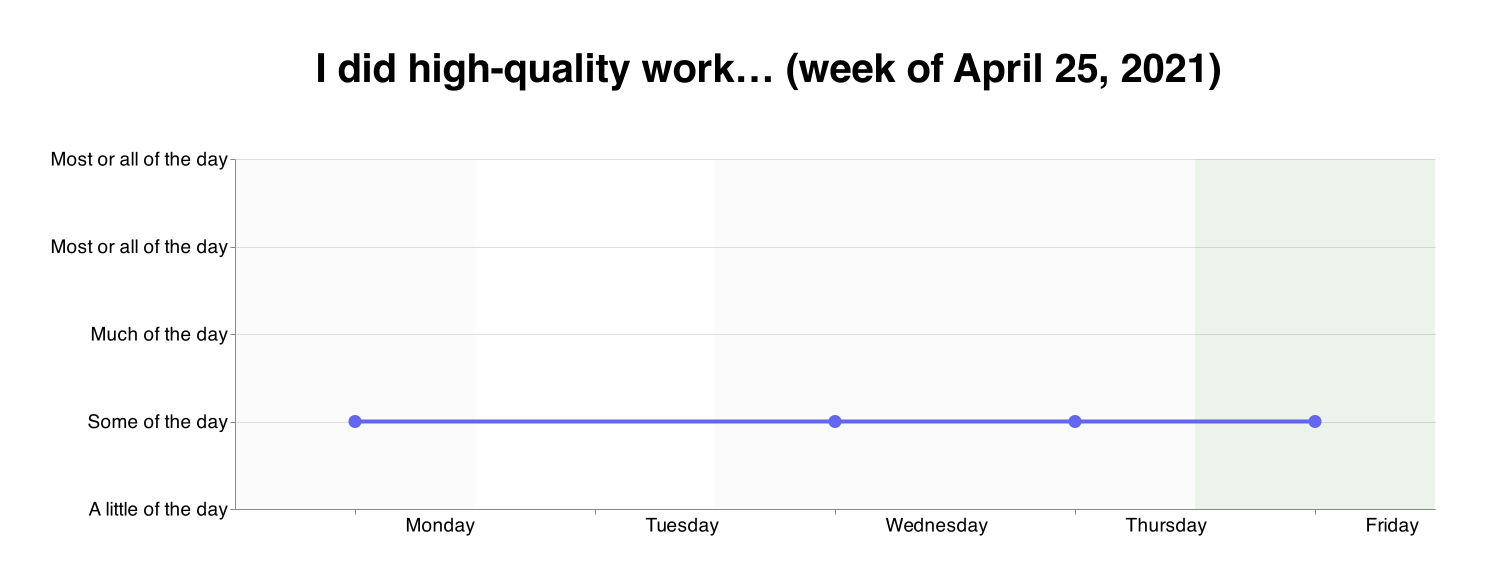 I did high-quality work… (week of April 25, 2021)
Most or all of the day
Most or all of the day
Much of the day
Some of the day
A little of the day
Monday Tuesday Wednesday Thursday Friday